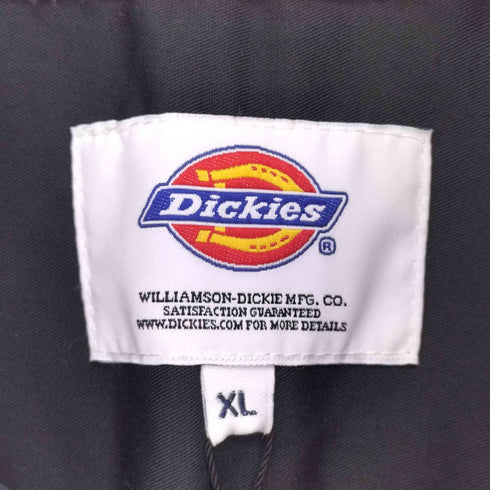 Dickies
®
WILLIAMSON-DICKIE MFG. CO.
SATISFACTION GUARANTEED
WWW.DICKIES.COM FOR MORE DETAILS
XL